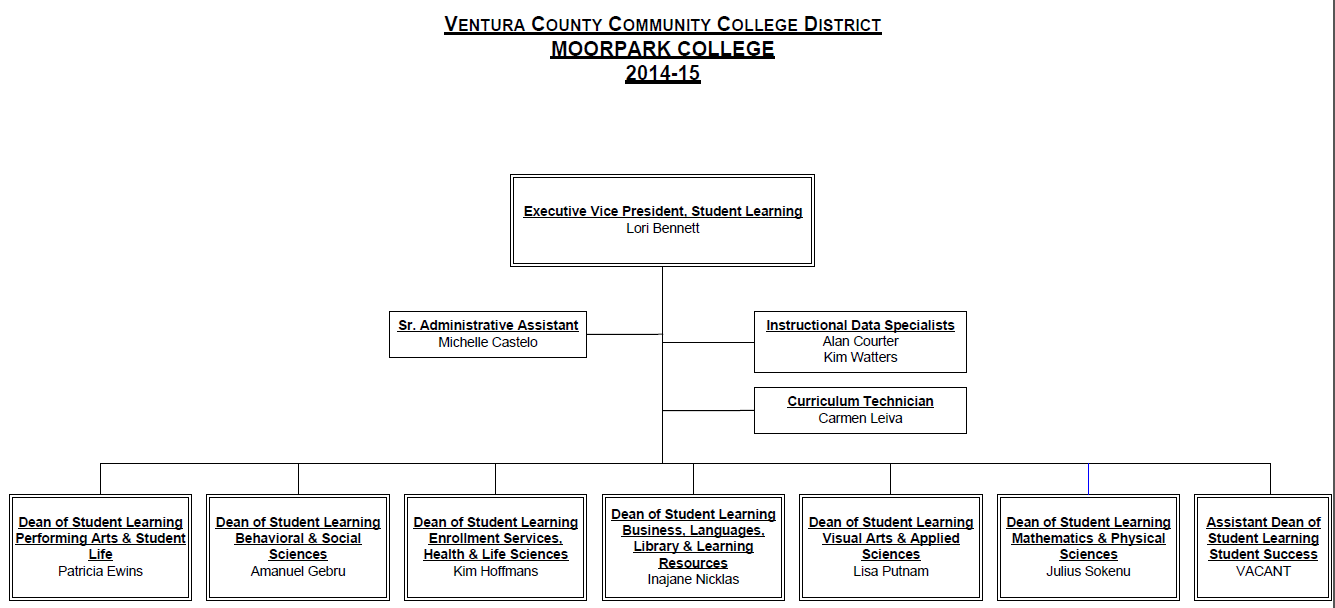 VENTURA COUNTY COMMUNITY COLLEGE DISTRICT
MOORPARK COLLEGE
2014-15
Executive Vice President, Student Learning
Lori Bennett
Sr. Administrative Assistant
Michelle Castelo
Instructional Data Specialists
Alan Courter
Kim Watters
Curriculum Technician
Carmen Leiva
Dean of Student Learning
Performing Arts & Student
Life
Patricia Ewins
Dean of Student Learning
Behavioral & Social
Sciences
Amanuel Gebru
Dean of Student Learning
Enrollment Services,
Health & Life Sciences
Kim Hoffmans
Dean of Student Learning
Business, Languages,
Library & Learning
Resources
Inajane Nicklas
Dean of Student Learning
Visual Arts & Applied
Sciences
Lisa Putnam
Dean of Student Learning
Mathematics & Physical
Sciences
Julius Sokenu
Assistant Dean of
Student Learning
Student Success
VACANT